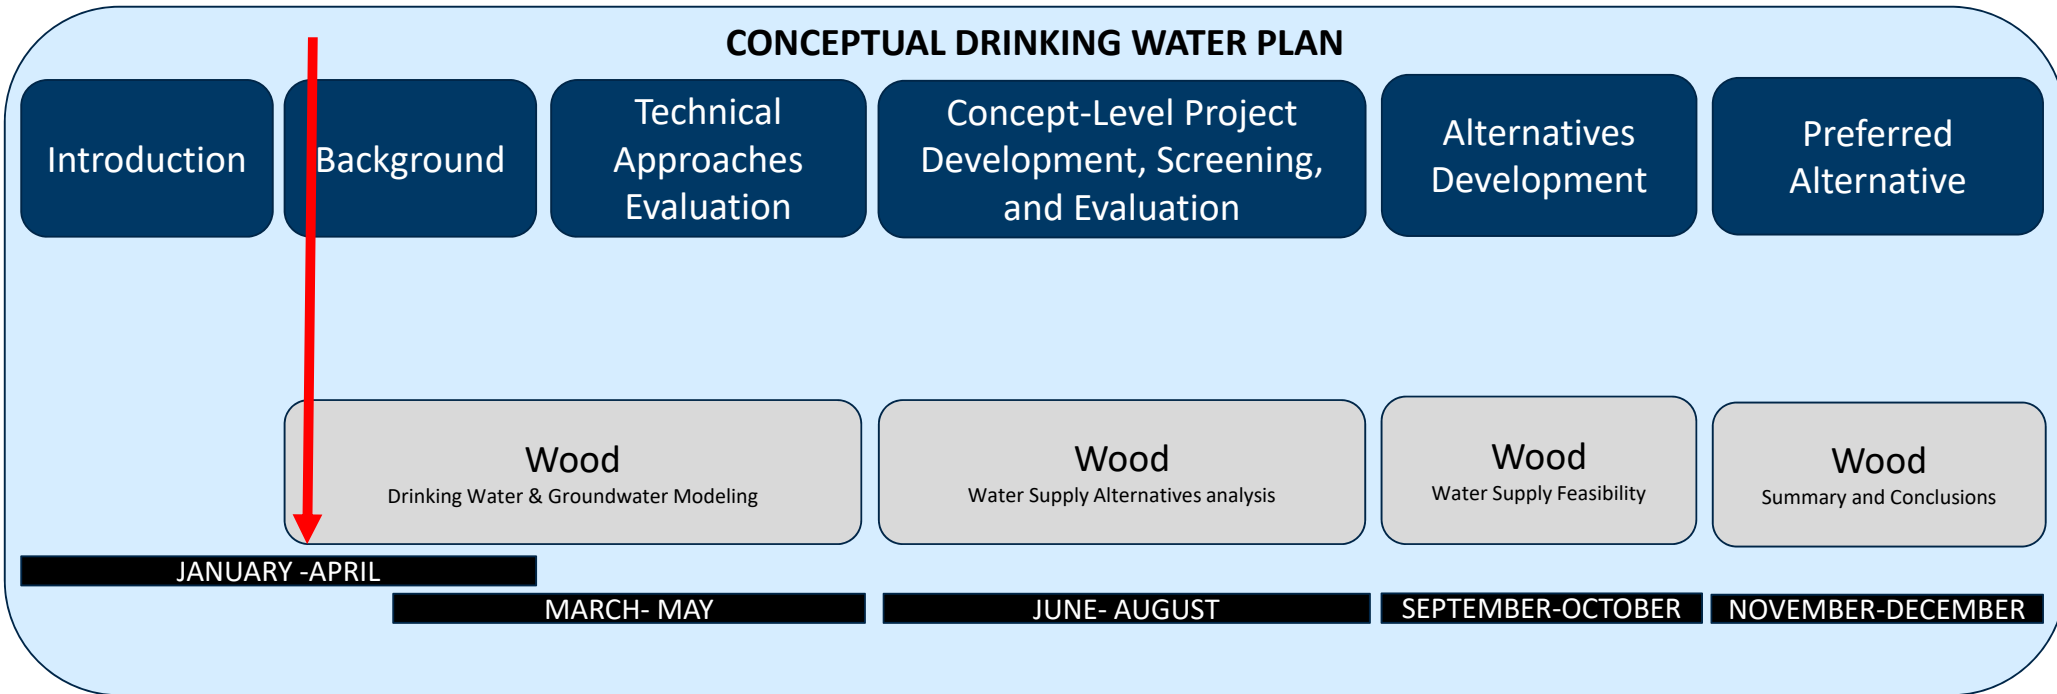 CONCEPTUAL DRINKING WATER PLAN
Introduction
Background
Technical
Approaches
Evaluation
Concept-Level Project
Development, Screening,
and Evaluation
Alternatives
Development
Preferred
Alternative
Wood
Drinking Water & Groundwater Modeling
Wood
Water Supply Alternatives analysis
Wood
Water Supply Feasibility
Wood
Summary and Conclusions
JANUARY -APRIL
MARCH- MAY
JUNE- AUGUST
SEPTEMBER-OCTOBER
NOVEMBER-DECEMBER